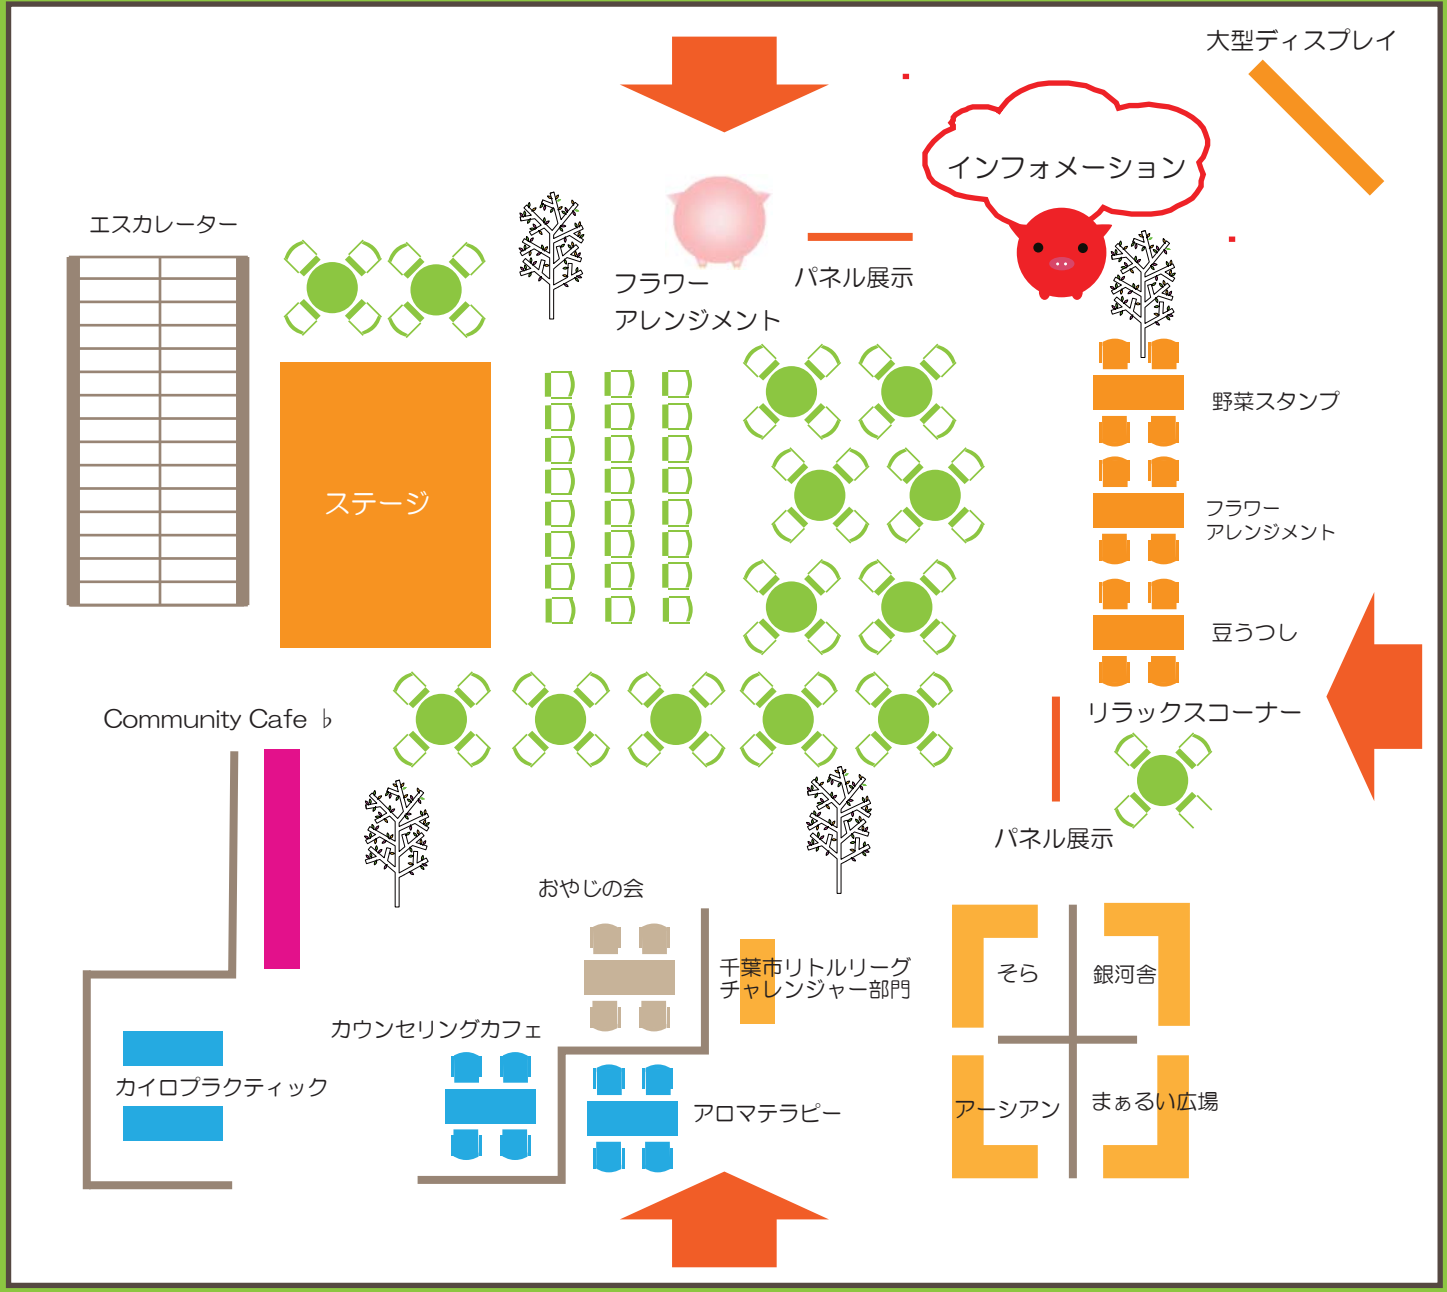 大型ディスプレイ
インフォメーション
エスカレーター
フラワー
アレンジメント
パネル展示
野菜スタンプ
ステージ
フラワー
アレンジメント
豆うつし
リラックスコーナー
Community Cafe ♭
パネル展示
おやじの会
千葉市リトルリーグ
チャレンジャー部門
そら
銀河舎
カウンセリングカフェ
カイロプラクティック
アロマテラピー
アーシアン
まぁるい広場